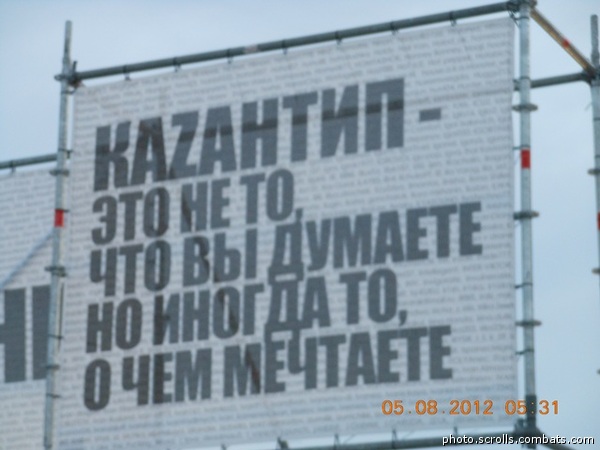 КАZАНТИП -
ЭТО НЕ ТО,
ЧТО ВЫ ДУМАЕТЕ
НО ИНОГДА ТО,
О ЧЕМ МЕЧТАЕТЕ
05.08.2012 05:31
photo.scrolls.combats.com